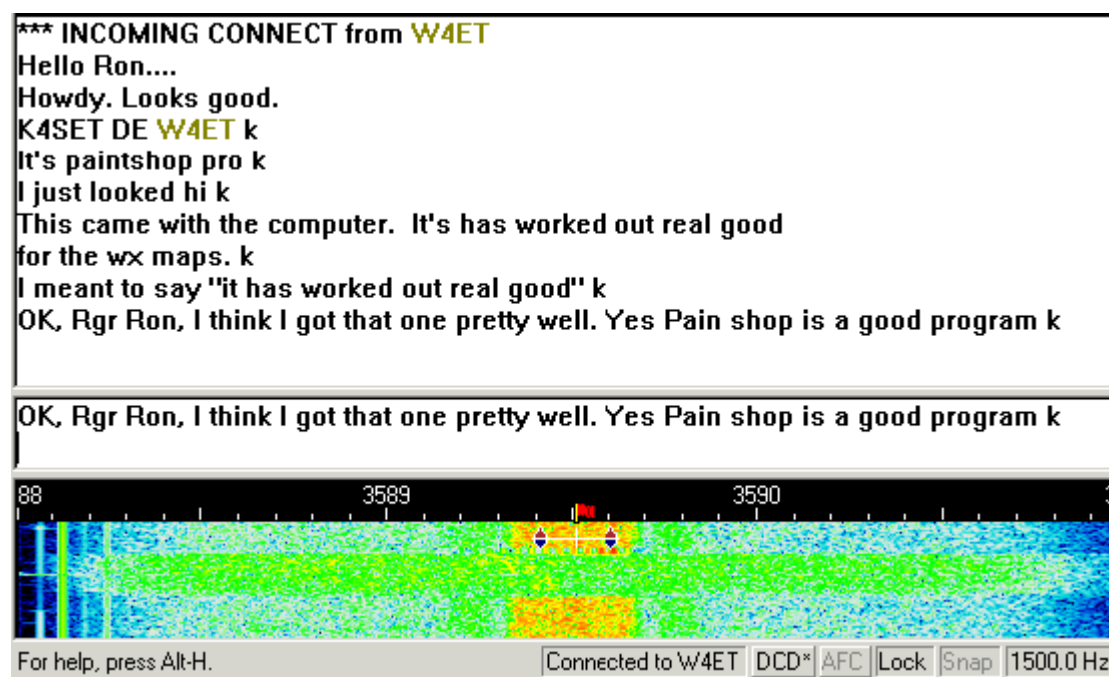 *** INCOMING CONNECT from W4ET
Hello Ron....
Howdy. Looks good.
K4SET DE W4ET k
It's paintshop pro k
I just looked hi k
This came with the computer.  It's has worked out real good
for the wx maps. k
I meant to say "it has worked out real good" k
OK, Rgr Ron, I think I got that one pretty well. Yes Pain shop is a good program k
OK, Rgr Ron, I think I got that one pretty well. Yes Pain shop is a good program k
88 3589 3590
For help, press Alt-H. Connected to W4ET DCD* AFC Lock Snap 1500.0 Hz